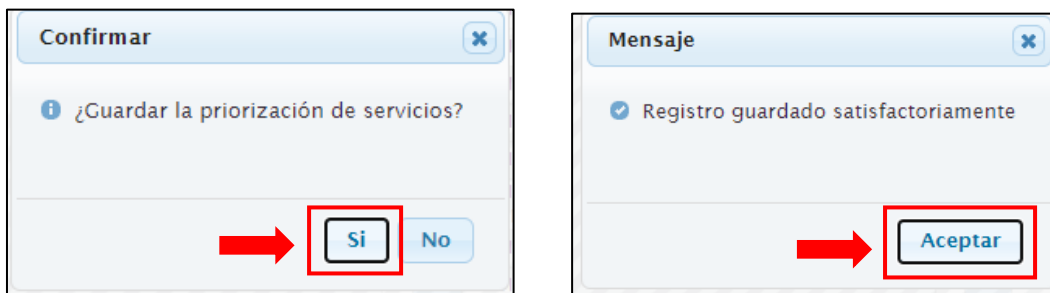 Confirmar
¿Guardar la priorización de servicios?
Si
No
Mensaje
Registro guardado satisfactoriamente
Aceptar